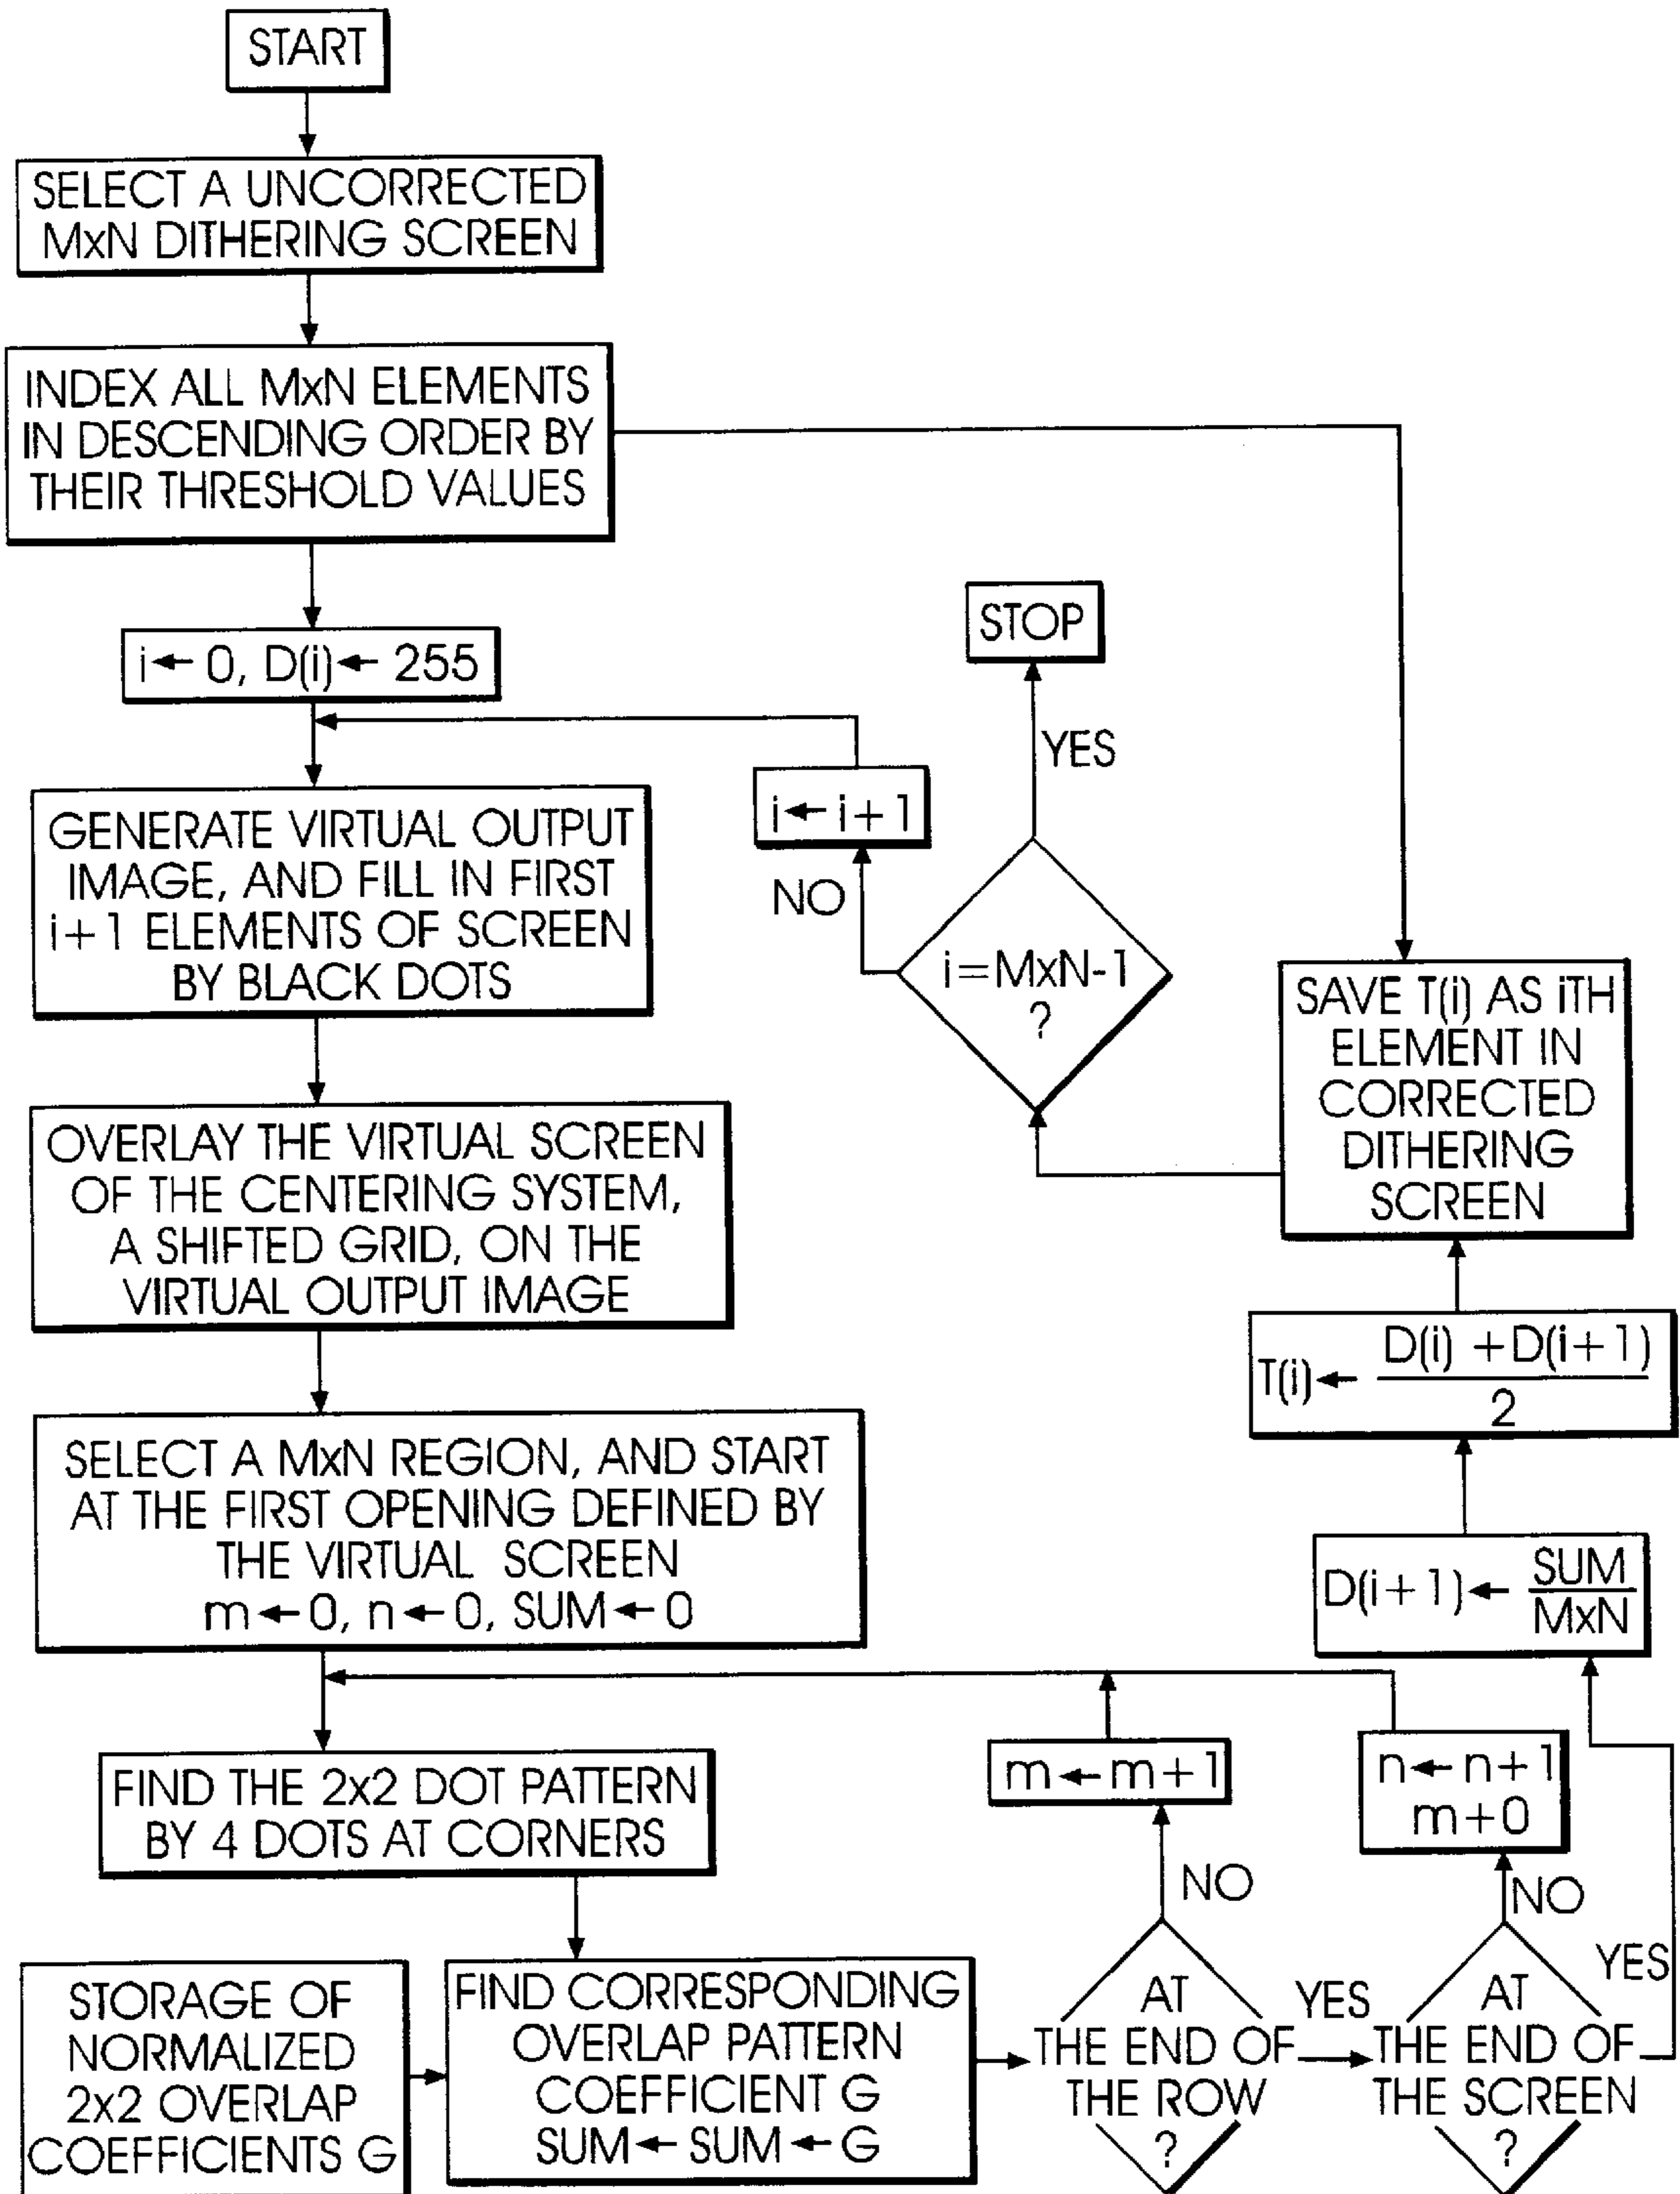 START
SELECT A UNCORRECTED
MxN DITHERING SCREEN
INDEX ALL MxN ELEMENTS
IN DESCENDING ORDER BY
THEIR THRESHOLD VALUES
i← 0, D(i)← 255
GENERATE VIRTUAL OUTPUT
IMAGE, AND FILL IN FIRST
i+1 ELEMENTS OF SCREEN
BY BLACK DOTS
OVERLAY THE VIRTUAL SCREEN
OF THE CENTERING SYSTEM,
A SHIFTED GRID, ON THE
VIRTUAL OUTPUT IMAGE
SELECT A MxN REGION, AND START
AT THE FIRST OPENING DEFINED BY
THE VIRTUAL SCREEN
m←0, n←0, SUM←0
FIND THE 2x2 DOT PATTERN
BY 4 DOTS AT CORNERS
STORAGE OF
NORMALIZED
2x2 OVERLAP
COEFFICIENTS G
FIND CORRESPONDING
OVERLAP PATTERN
COEFFICIENT G
SUM← SUM ←G
AT
THE END OF
THE ROW
?
NO
m←m+1
YES
AT
THE END OF
THE SCREEN
?
NO
n←n+1
m+0
YES
D(i+1)← SUM
MxN
T(i)← D(i) +D(i+1)
2
SAVE T(i) AS iTH
ELEMENT IN
CORRECTED
DITHERING
SCREEN
i=MxN-1
?
NO
i← i+1
YES
STOP